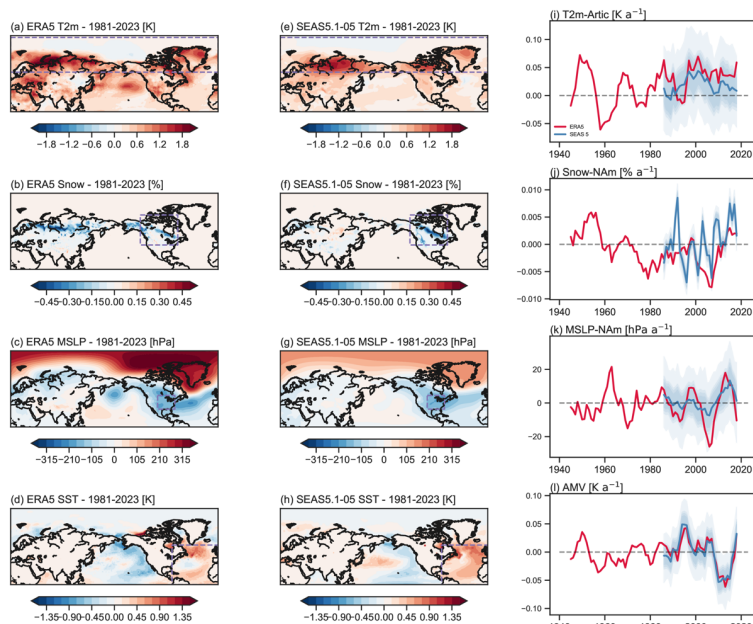 (a) ERA5 T2m - 1981-2023 [K]
−1.8 −1.2 −0.6 0.0 0.6 1.2 1.8
(b) ERA5 Snow - 1981-2023 [%]
−0.45−0.30−0.15 0.00 0.15 0.30 0.45
(c) ERA5 MSLP - 1981-2023 [hPa]
−315−210−105 0 105 210 315
(d) ERA5 SST - 1981-2023 [K]
−1.35−0.90−0.45 0.00 0.45 0.90 1.35
(e) SEAS5.1-05 T2m - 1981-2023 [K]
−1.8 −1.2 −0.6 0.0 0.6 1.2 1.8
(f) SEAS5.1-05 Snow - 1981-2023 [%]
−0.45−0.30−0.15 0.00 0.15 0.30 0.45
(g) SEAS5.1-05 MSLP - 1981-2023 [hPa]
−315−210−105 0 105 210 315
(h) SEAS5.1-05 SST - 1981-2023 [K]
−1.35−0.90−0.45 0.00 0.45 0.90 1.35
(i) T2m-Artic [K a⁻¹]
0.10
0.05
0.00
−0.05
ERA5
SEAS 5
1940 1960 1980 2000 2020
(j) Snow-NAm [% a⁻¹]
0.010
0.005
0.000
−0.005
−0.010
1940 1960 1980 2000 2020
(k) MSLP-NAm [hPa a⁻¹]
20
0
−20
1940 1960 1980 2000 2020
(l) AMV [K a⁻¹]
0.10
0.05
0.00
−0.05
−0.10